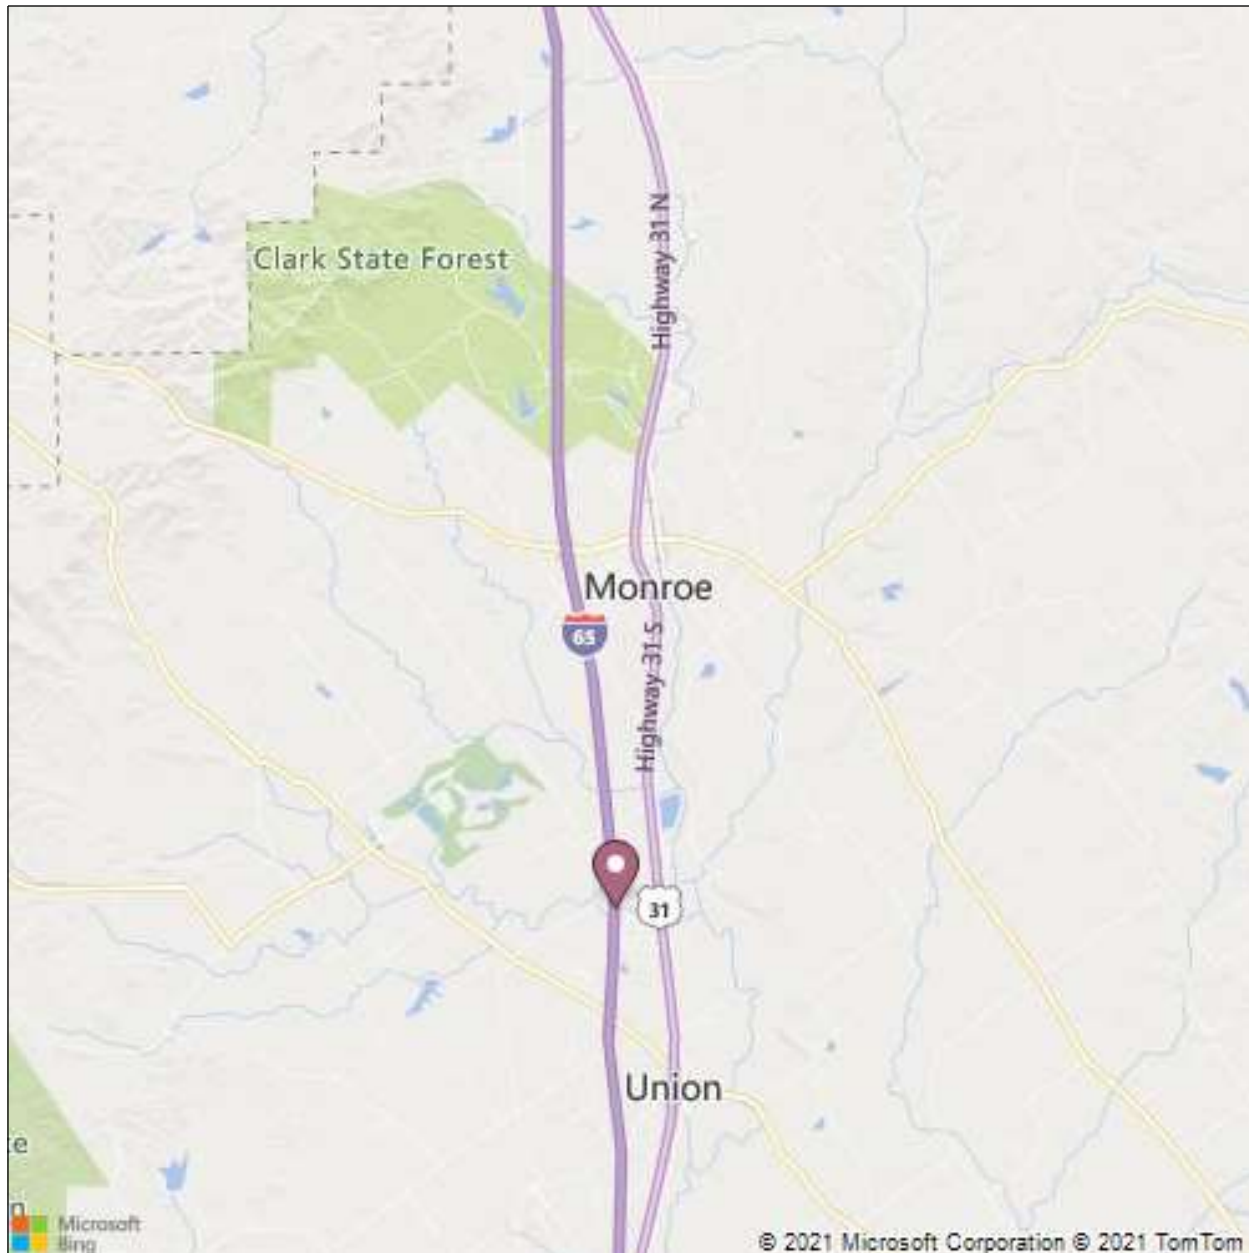 Highway 31 N
Clark State Forest
Monroe
65
Highway 31 S
31
Union
Microsoft
Bing
© 2021 Microsoft Corporation © 2021 TomTom